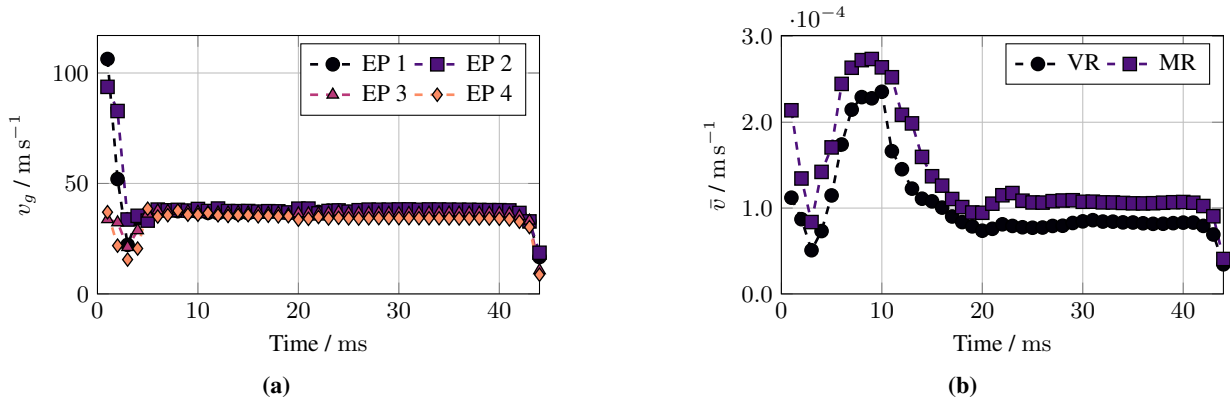 EP 1 EP 2
EP 3 EP 4
100
50
0
v_g / m s⁻¹
0 10 20 30 40
Time / ms
(a)
·10⁻⁴
VR MR
3.0
2.0
1.0
0.0
v̄ / m s⁻¹
0 10 20 30 40
Time / ms
(b)